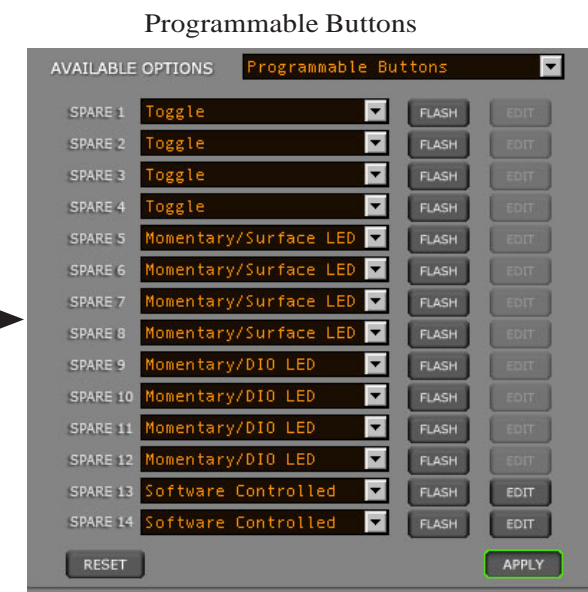 Programmable Buttons
AVAILABLE OPTIONS Programmable Buttons
SPARE 1 Toggle FLASH EDIT
SPARE 2 Toggle FLASH EDIT
SPARE 3 Toggle FLASH EDIT
SPARE 4 Toggle FLASH EDIT
SPARE 5 Momentary/Surface LED FLASH EDIT
SPARE 6 Momentary/Surface LED FLASH EDIT
SPARE 7 Momentary/Surface LED FLASH EDIT
SPARE 8 Momentary/Surface LED FLASH EDIT
SPARE 9 Momentary/DIO LED FLASH EDIT
SPARE 10 Momentary/DIO LED FLASH EDIT
SPARE 11 Momentary/DIO LED FLASH EDIT
SPARE 12 Momentary/DIO LED FLASH EDIT
SPARE 13 Software Controlled FLASH EDIT
SPARE 14 Software Controlled FLASH EDIT
RESET APPLY